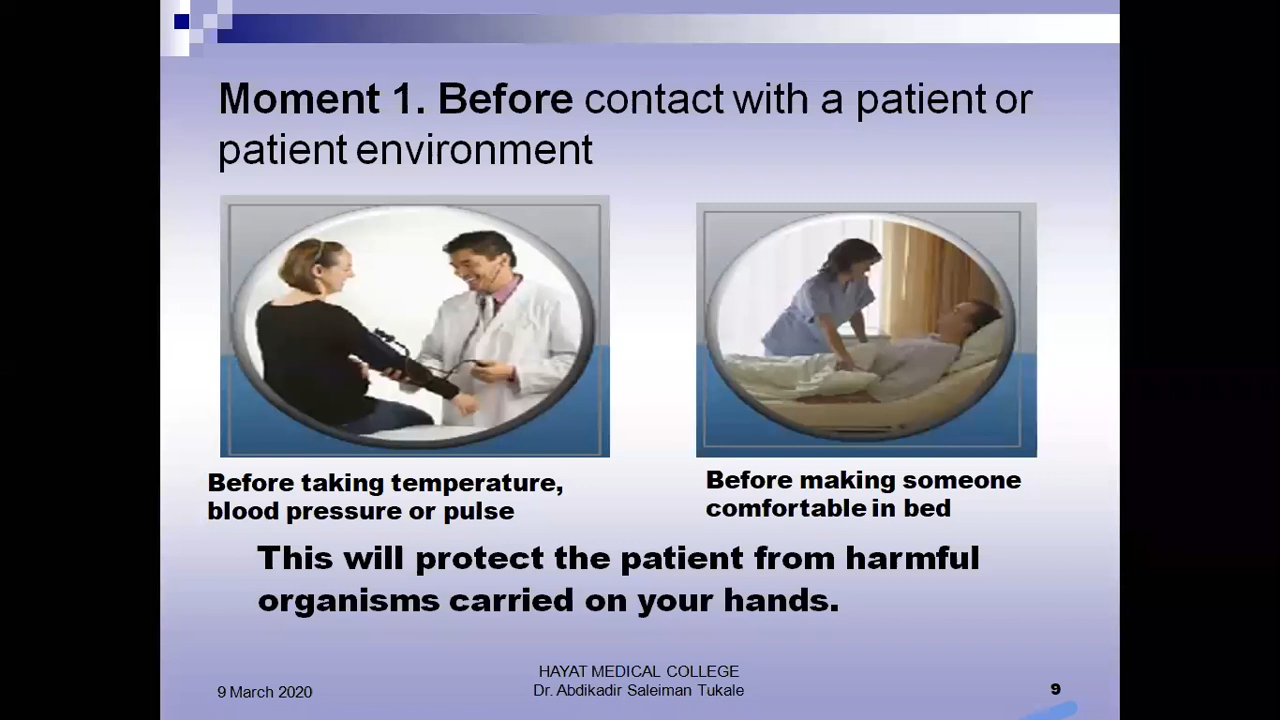 Moment 1. Before contact with a patient or
patient environment
Before taking temperature,
blood pressure or pulse
Before making someone
comfortable in bed
This will protect the patient from harmful
organisms carried on your hands.
9 March 2020
HAYAT MEDICAL COLLEGE
Dr. Abdikadir Saleiman Tukale
9